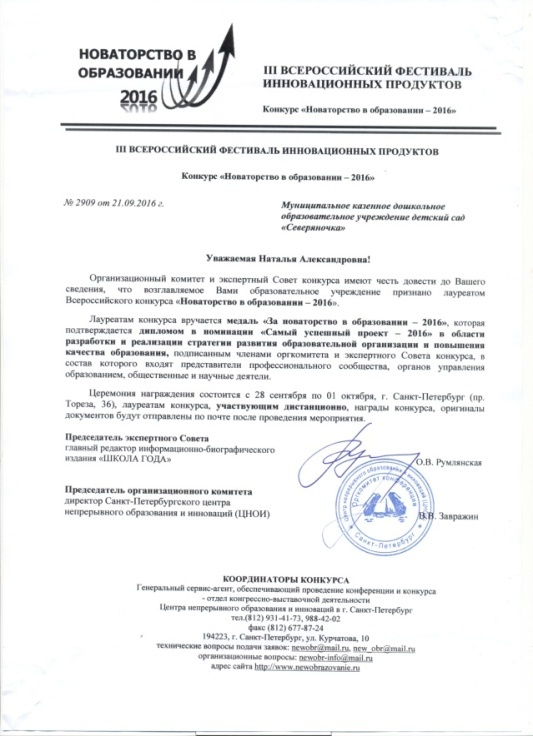 НОВАТОРСТВО В
ОБРАЗОВАНИИ
2016
III ВСЕРОССИЙСКИЙ ФЕСТИВАЛЬ
ИННОВАЦИОННЫХ ПРОДУКТОВ
Конкурс «Новаторство в образовании – 2016»
III ВСЕРОССИЙСКИЙ ФЕСТИВАЛЬ ИННОВАЦИОННЫХ ПРОДУКТОВ
Конкурс «Новаторство в образовании – 2016»
№ 2909 от 21.09.2016 г.
Муниципальное казенное дошкольное
образовательное учреждение детский сад
«Северяночка»
Уважаемая Наталья Александровна!
Организационный комитет и экспертный Совет конкурса имеют честь довести до Вашего
сведения, что возглавляемое Вами образовательное учреждение признано лауреатом
Всероссийского конкурса «Новаторство в образовании – 2016».
Лауреатам конкурса вручается медаль «За новаторство в образовании – 2016», которая
подтверждается дипломом в номинации «Самый успешный проект – 2016» в области
разработки и реализации стратегии развития образовательной организации и повышения
качества образования, подписанным членами оргкомитета и экспертного Совета конкурса, в
состав которого входят представители профессионального сообщества, органов управления
образованием, общественные и научные деятели.
Церемония награждения состоится с 28 сентября по 01 октября, г. Санкт-Петербург (пр.
Тореза, 36), лауреатам конкурса, участвующим дистанционно, награды конкурса, оригиналы
документов будут отправлены по почте после проведения мероприятия.
Председатель экспертного Совета
главный редактор информационно-биографического
издания «ШКОЛА ГОДА»
О.В. Румлянская
Председатель организационного комитета
директор Санкт-Петербургского центра
непрерывного образования и инноваций (ЦНОИ)
В.В. Завражин
Центр непрерывного образования и инноваций (ЦНОИ)
Оргкомитет конференции
Санкт-Петербург
КООРДИНАТОРЫ КОНКУРСА
Генеральный сервис-агент, обеспечивающий проведение конференции и конкурса
- отдел конгрессно-выставочной деятельности
Центра непрерывного образования и инноваций в г. Санкт-Петербург
тел.(812) 931-41-73, 988-42-02
факс (812) 677-87-24
194223, г. Санкт-Петербург, ул. Курчатова, 10
технические вопросы подачи заявок: newobr@mail.ru, new_obr@mail.ru
организационные вопросы: newobr-info@mail.ru
адрес сайта http://www.newobrazovanie.ru